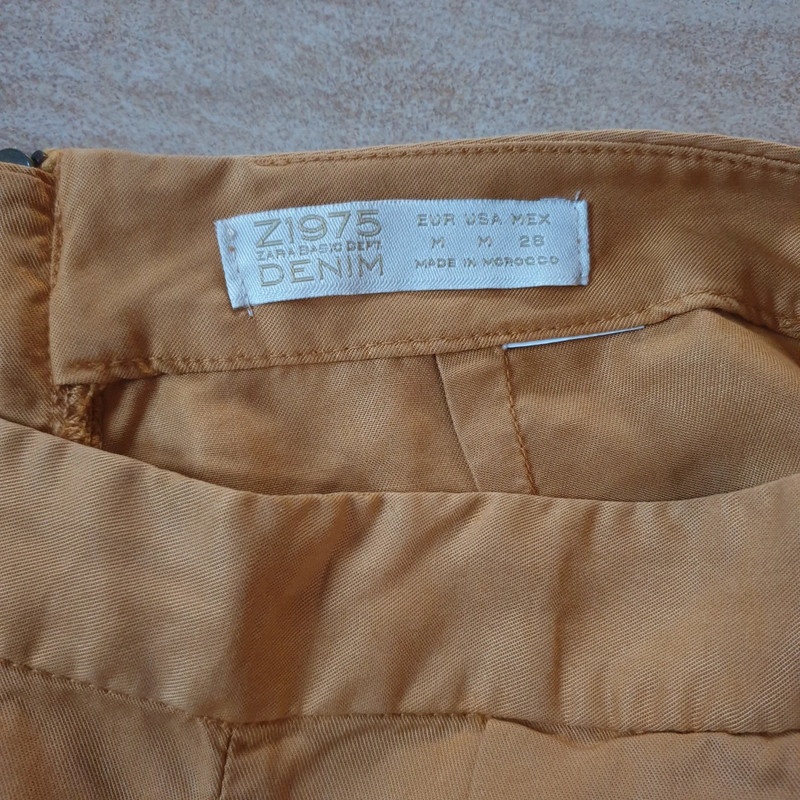 Z1975
ZARA BASIC DEPT.
DENIM
EUR USA MEX
M M 28
MADE IN MOROCCO